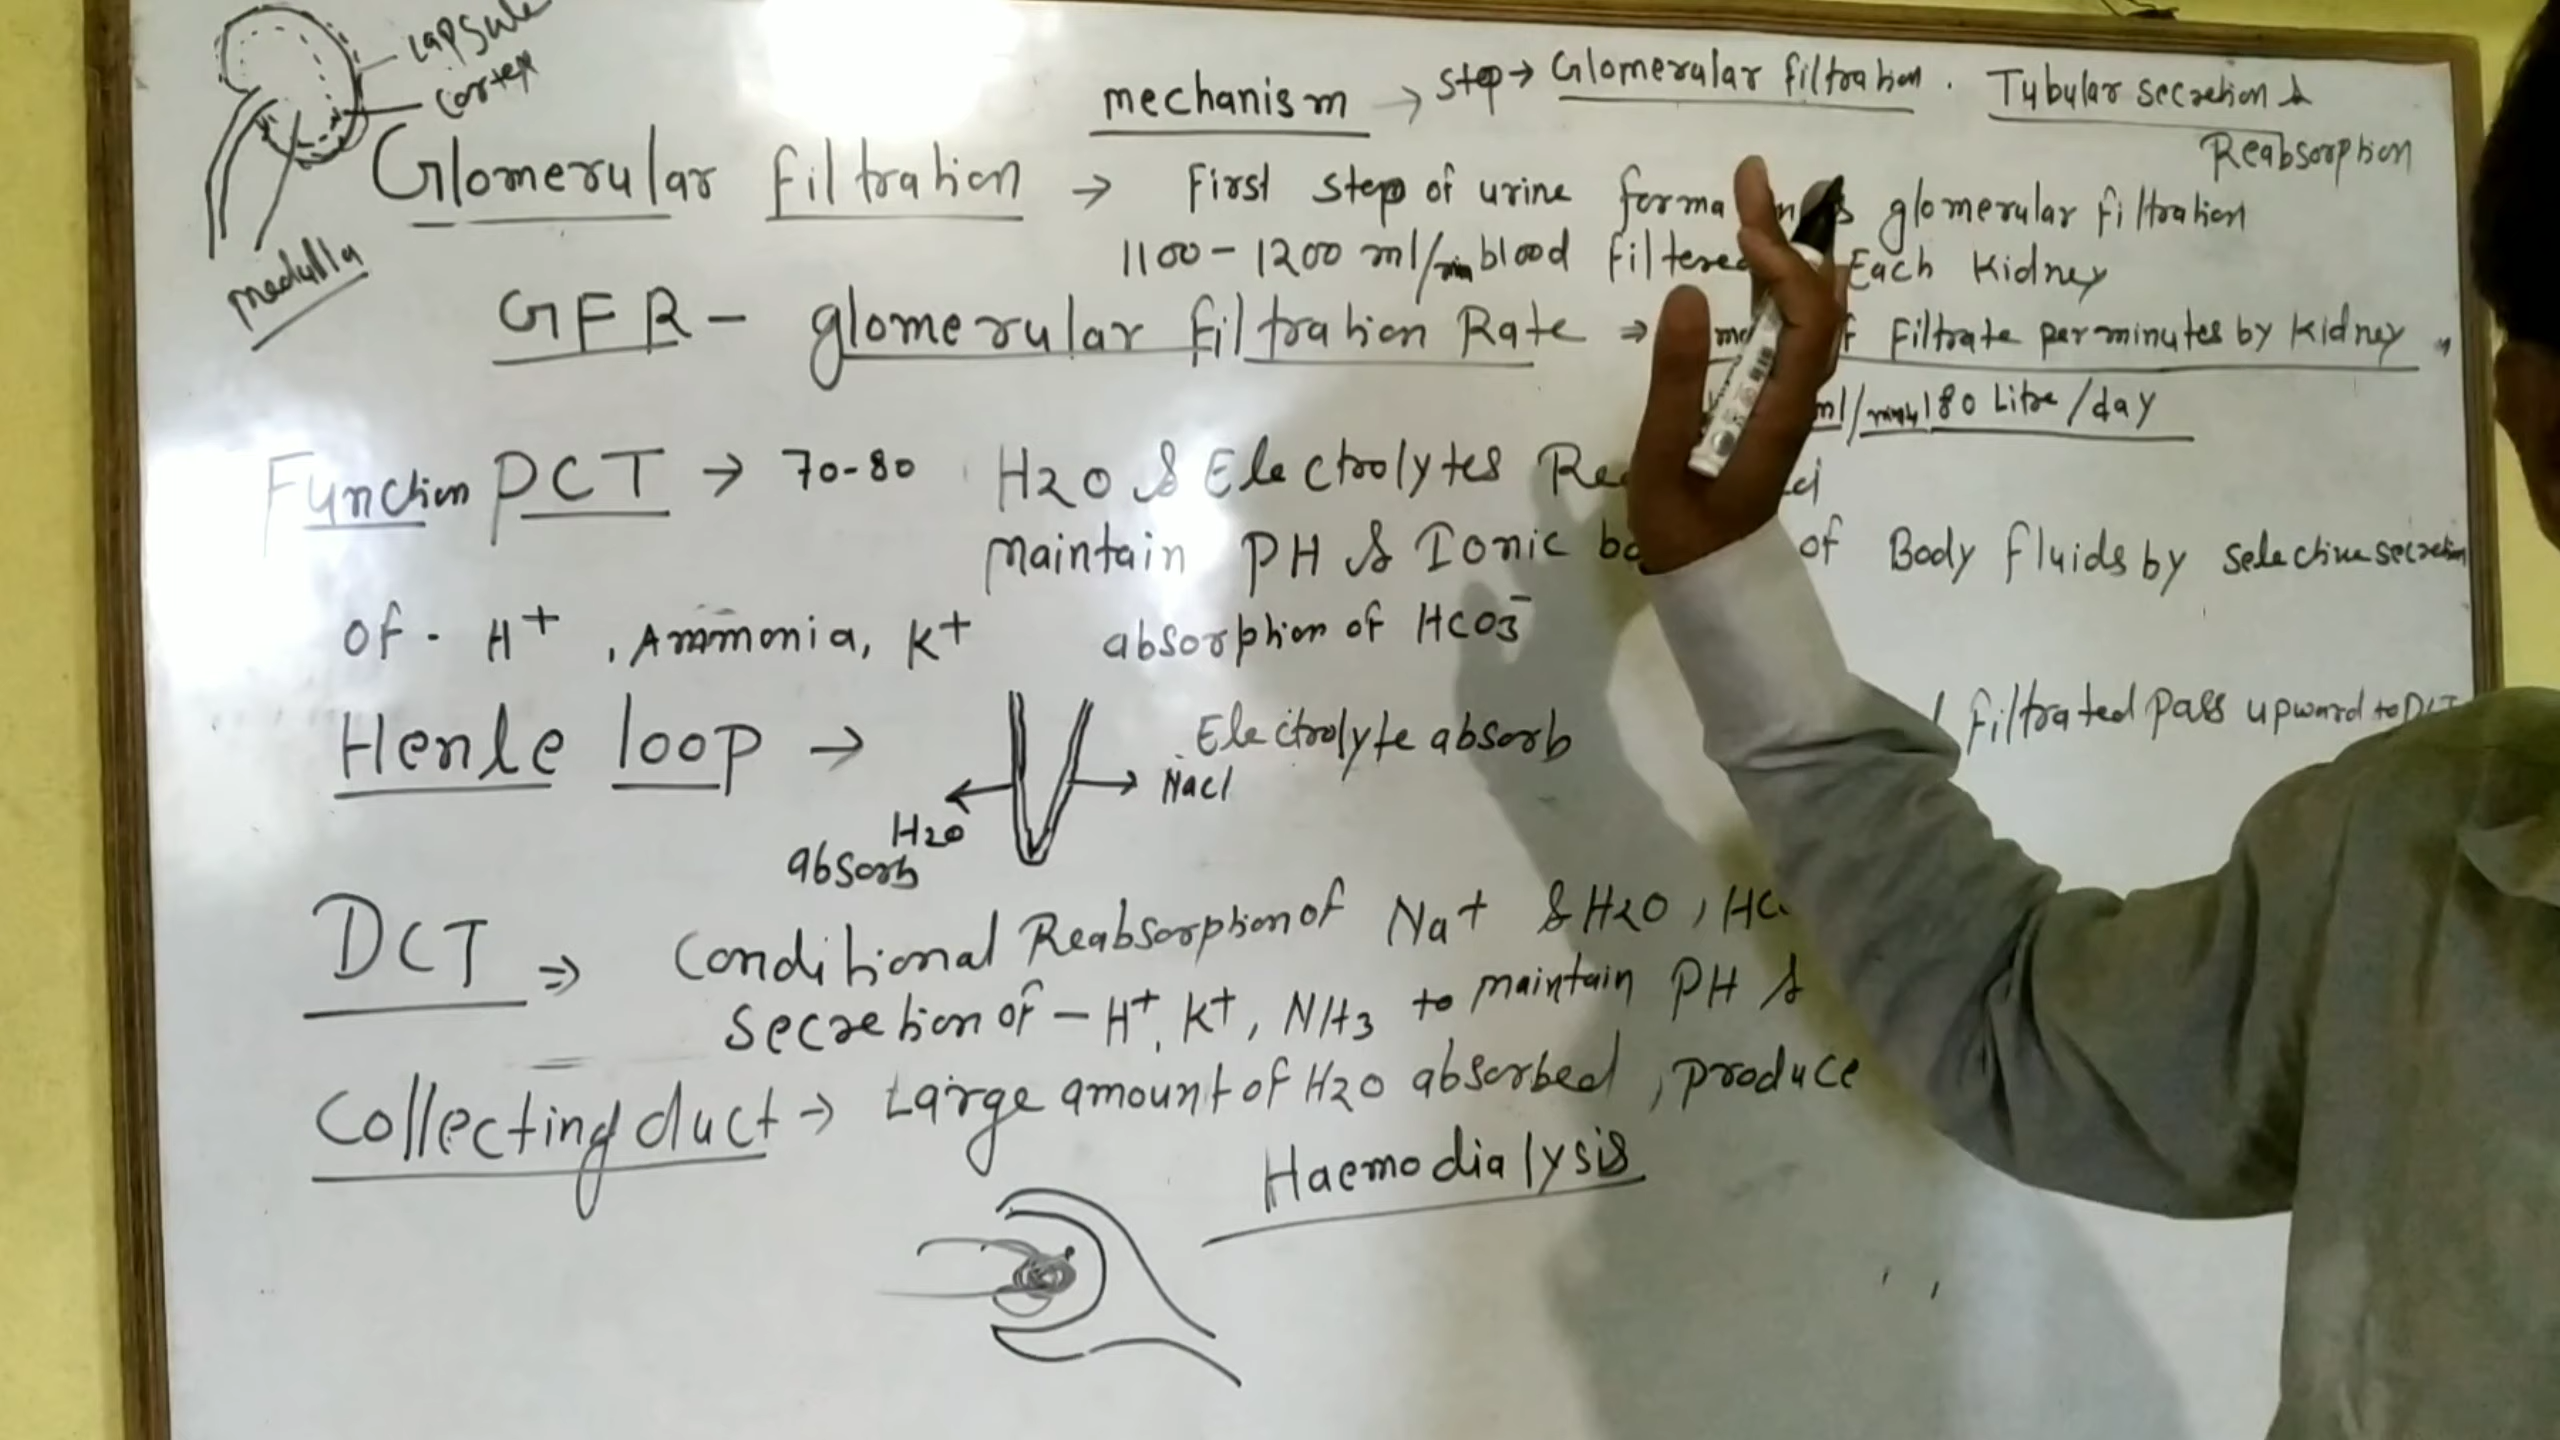 capsule
cortex
medulla
mechanism → step → Glomerular filtration. Tubular secretion &
Reabsorption
Glomerular filtration → First step of urine glomerular filtration
1100-1200 ml/min blood filtered Each Kidney
GFR - glomerular filtration Rate ⇒ filtrate per minutes by kidney
180 Litre/day
Function PCT → 70-80 H2O & Electrolytes
maintain PH & Ionic of Body fluids by selective secretion
of - H+, Ammonia, K+ absorption of HCO3-
Henle loop → Electrolyte absorb filtrated pass upward to DCT
NaCl
H2O
absorb
DCT ⇒ Conditional Reabsorption of Na+ & H2O,
secretion of - H+, K+, NH3 to maintain PH &
Collecting duct → Large amount of H2O absorbed, produce
Haemodialysis